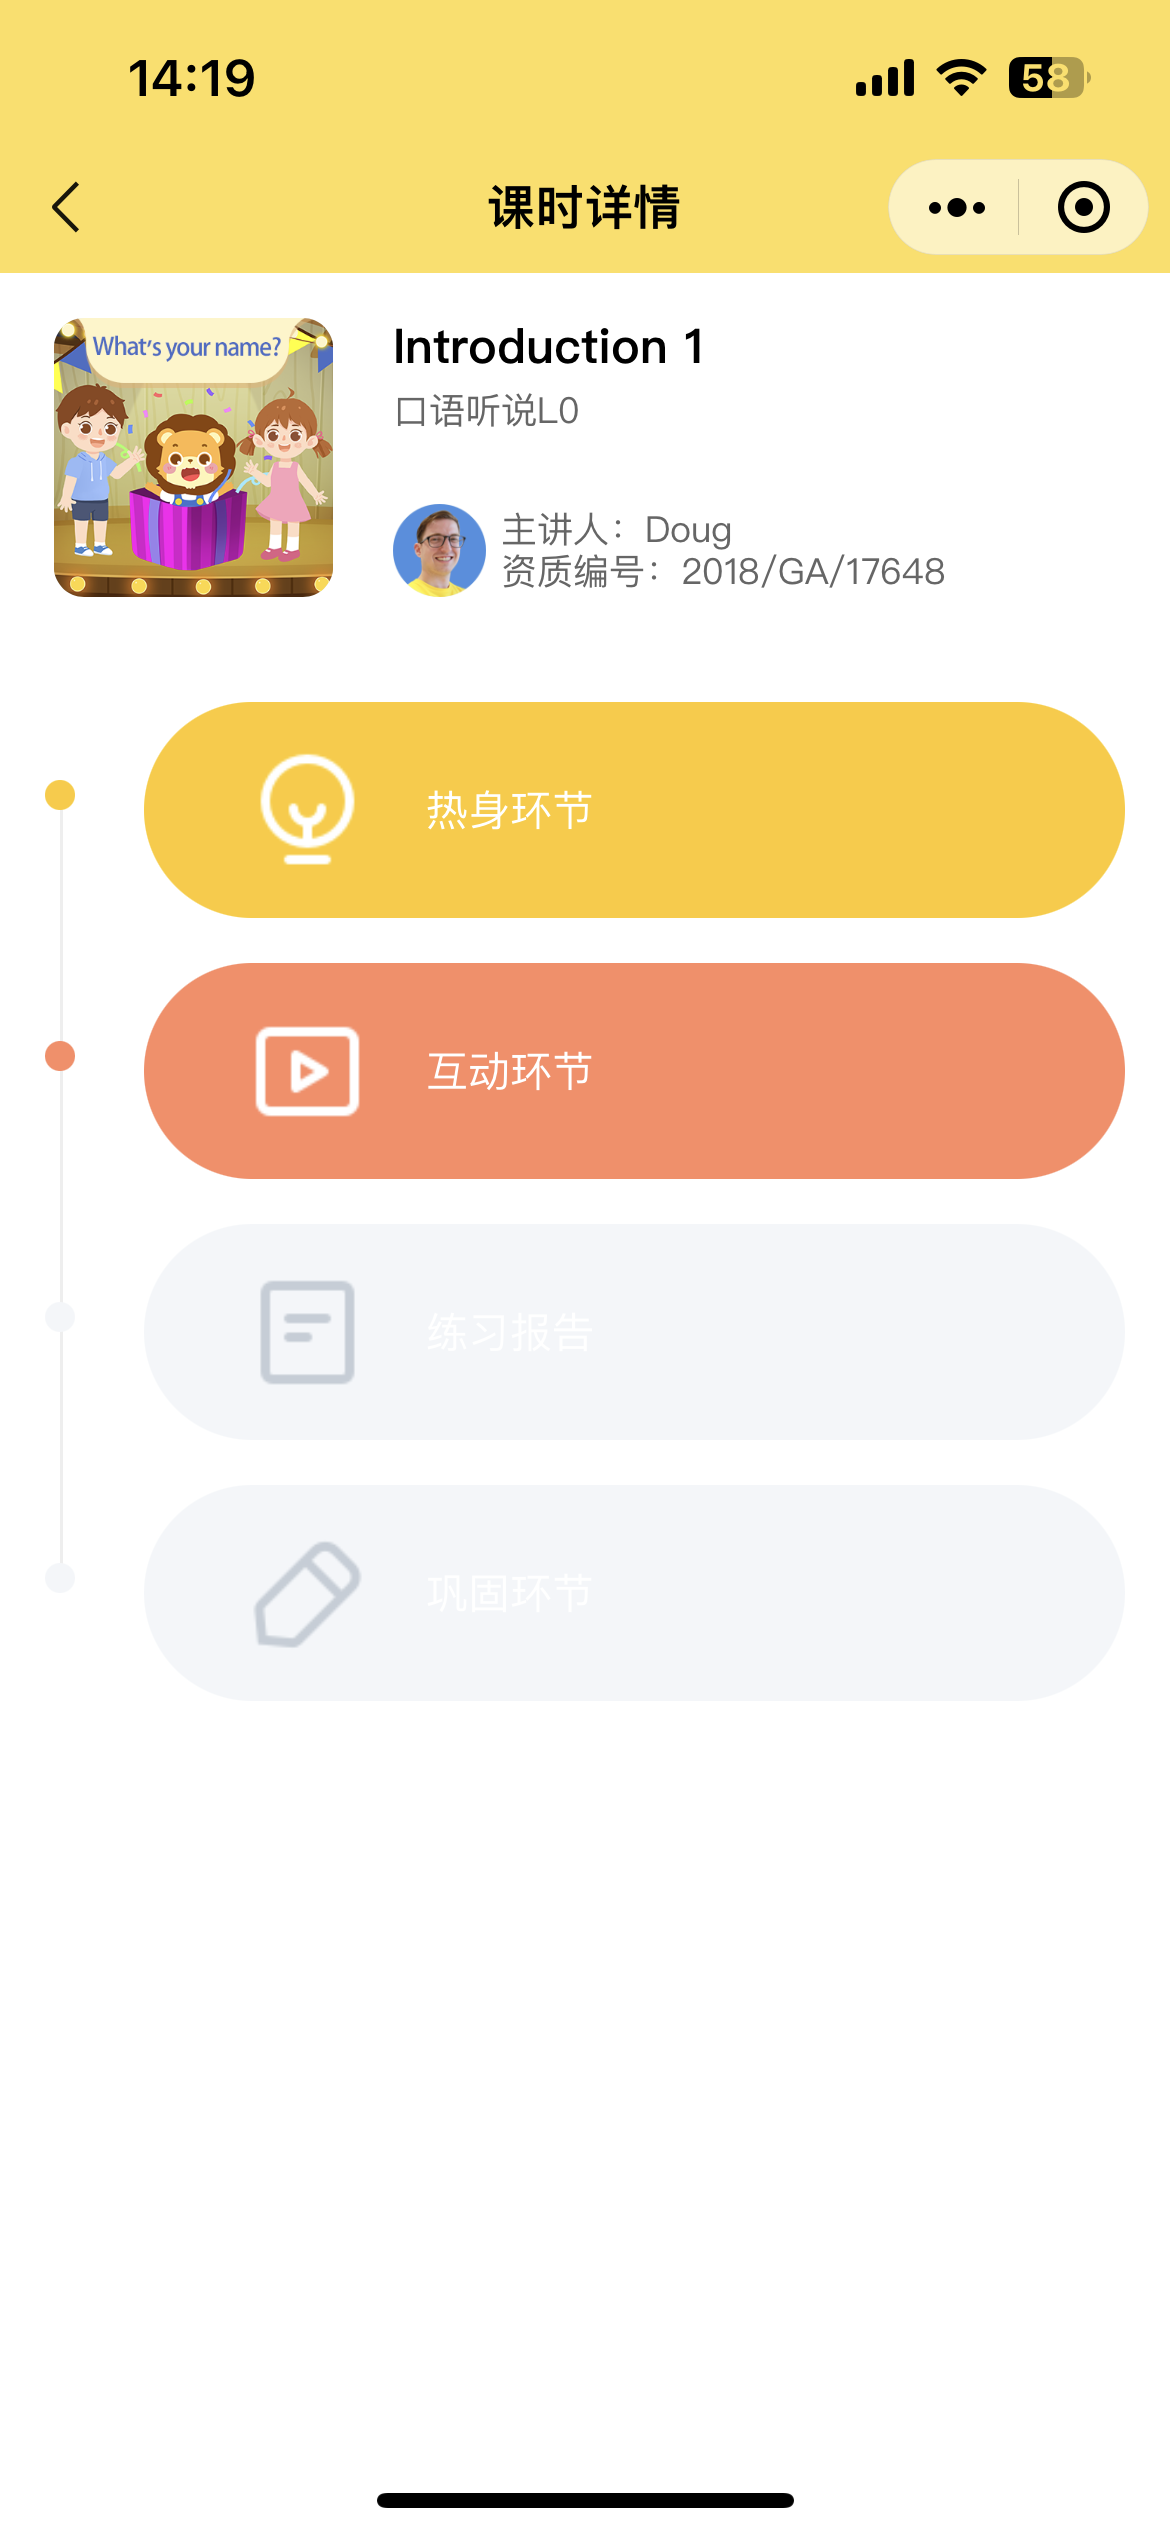 14:19
58
课时详情
What's your name?
Introduction 1
口语听说L0
主讲人：Doug
资质编号：2018/GA/17648
热身环节
互动环节
练习报告
巩固环节